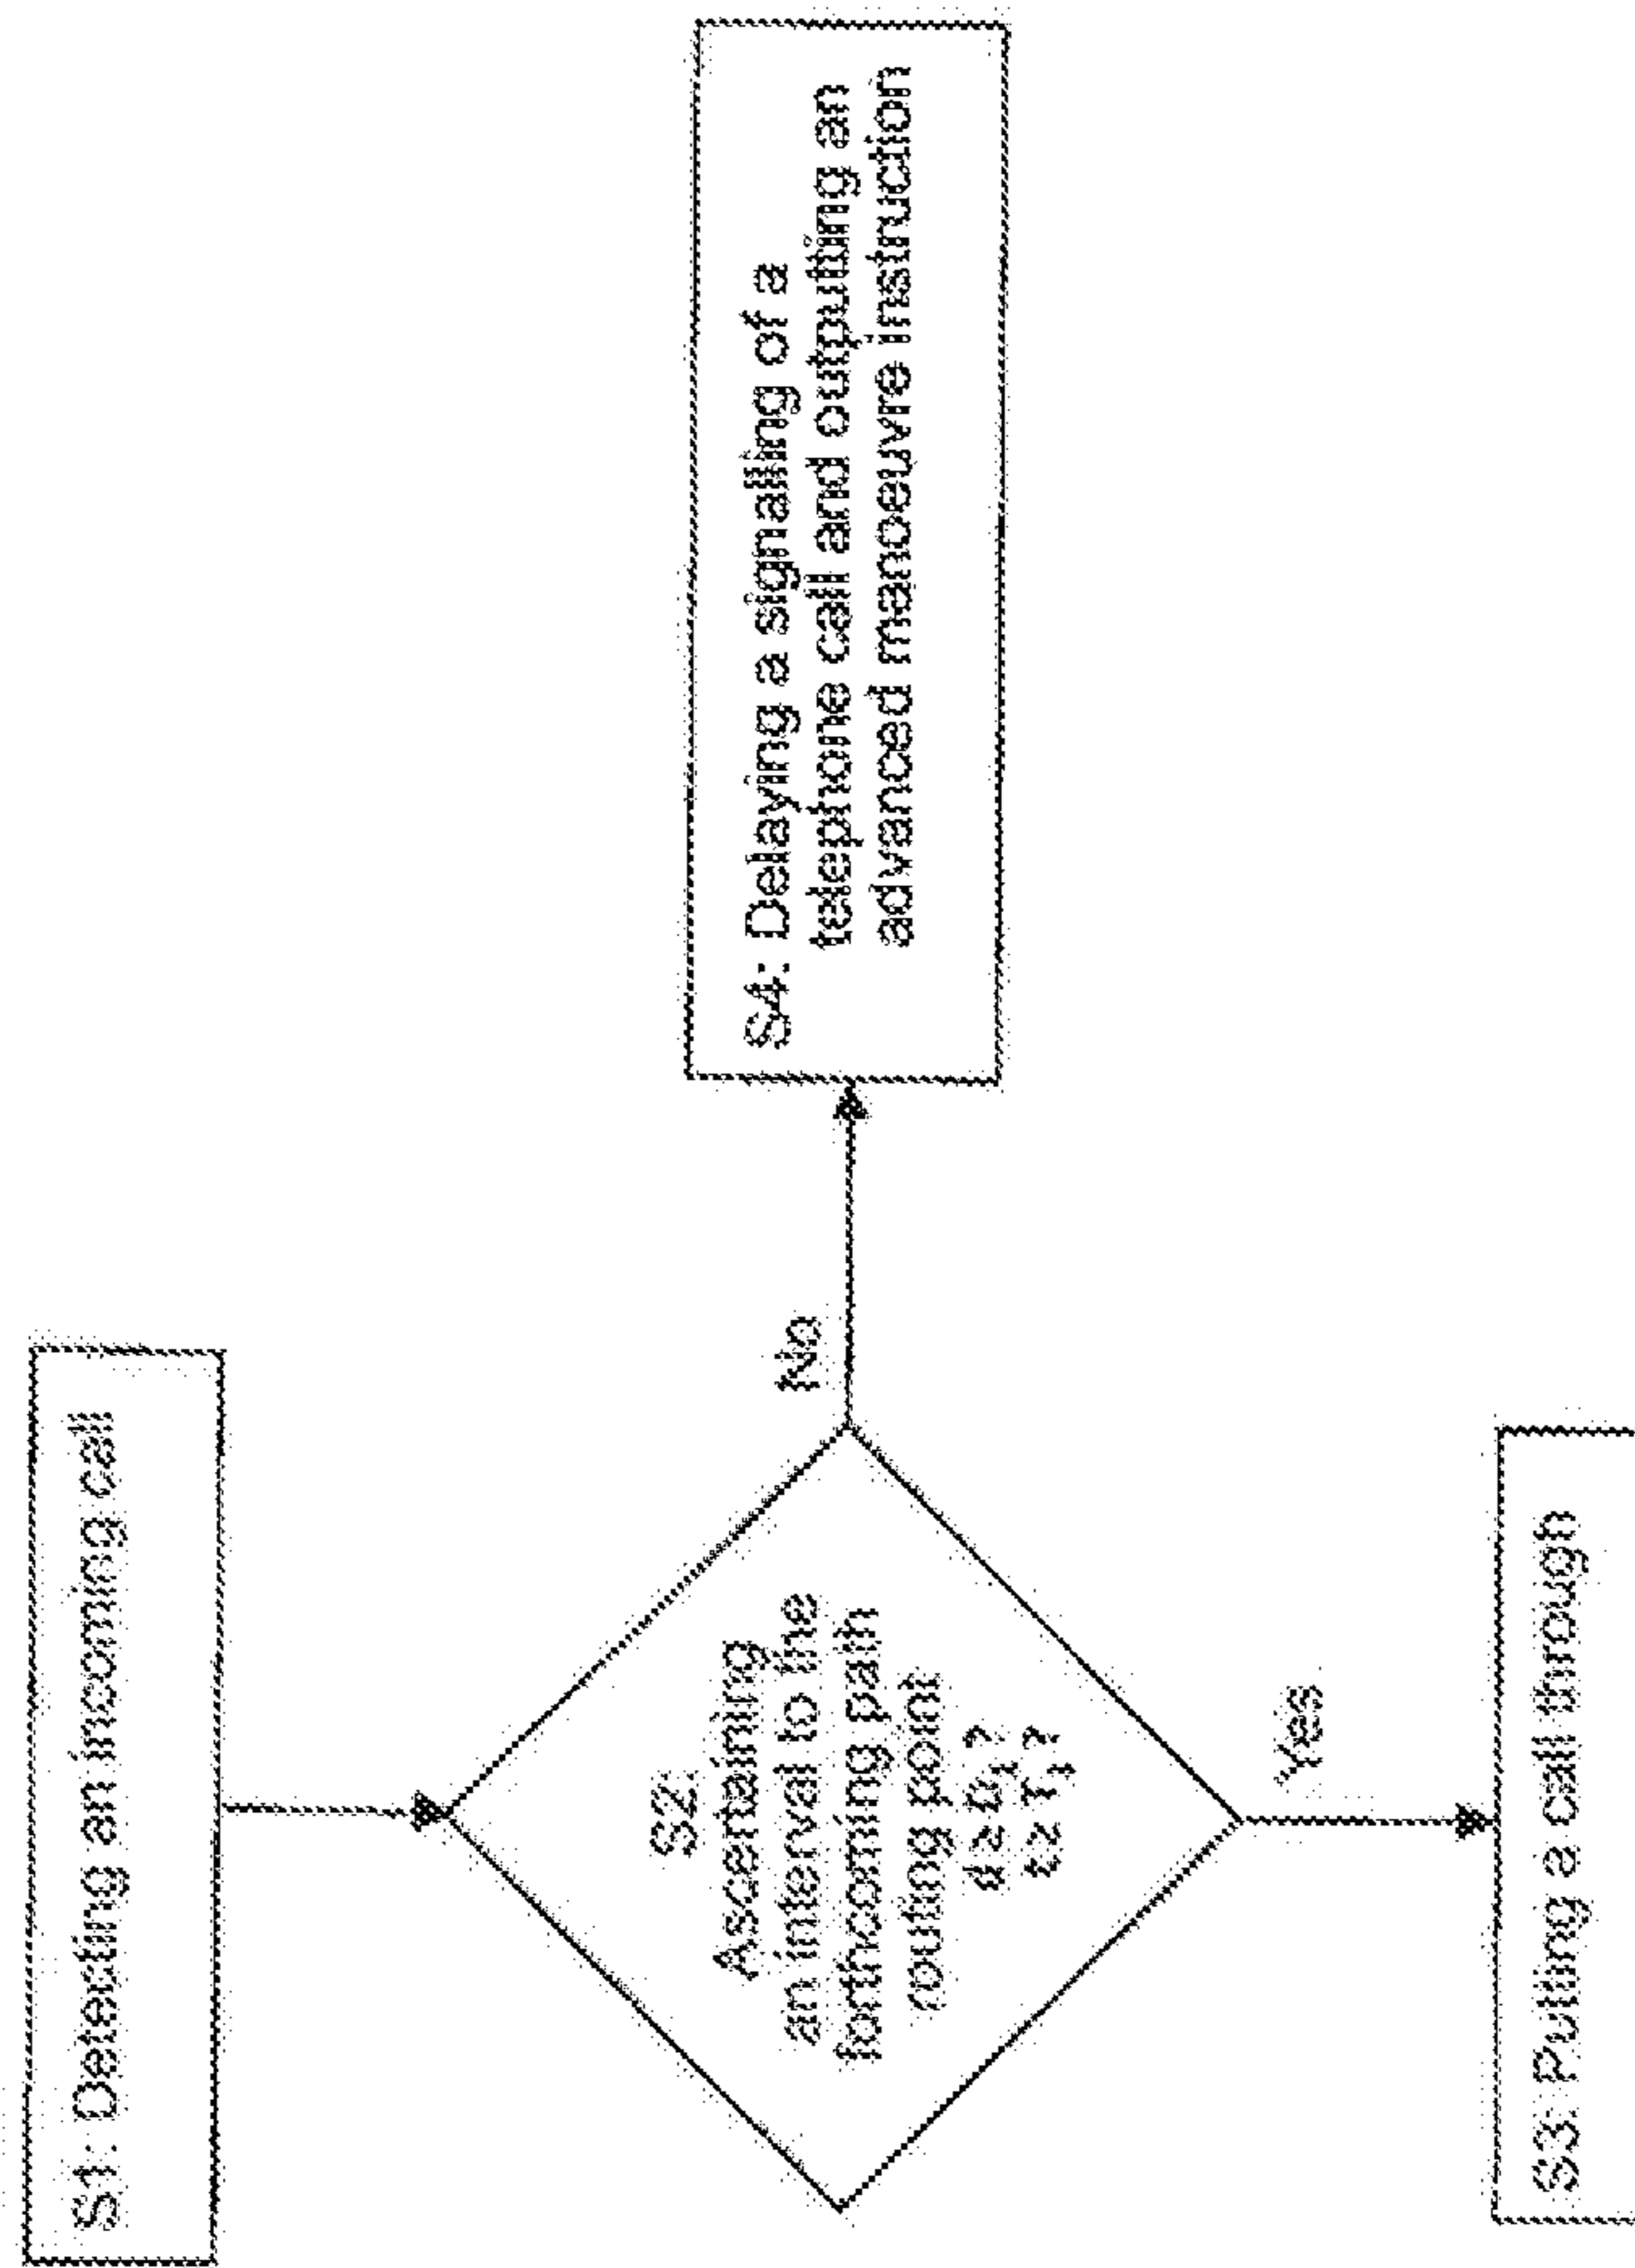 S1: Detecting an incoming call
S2:
Ascertaining
an interval to the
forthcoming path
routing point
d ≥ D₁?
t ≥ T₁?
No
S4: Delaying a signalling of a
telephone call and outputting an
advanced manoeuvre instruction
Yes
S3: Putting a call through